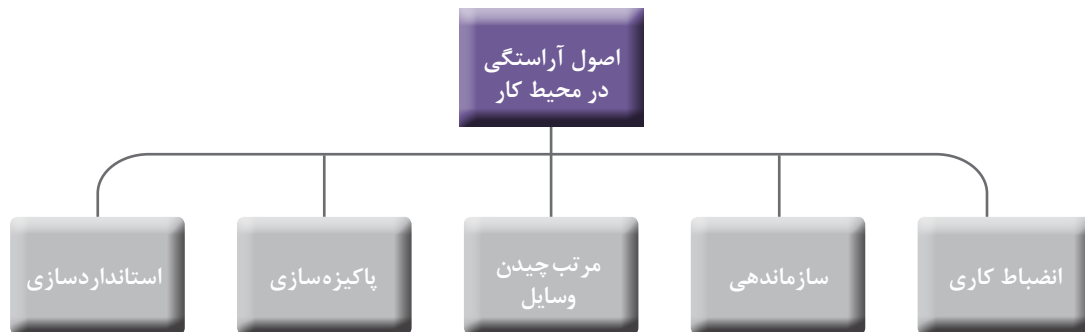 اصول آراستگی
در محیط کار
انضباط کاری
سازماندهی
مرتب چیدن
وسایل
پاکیزه‌سازی
استانداردسازی